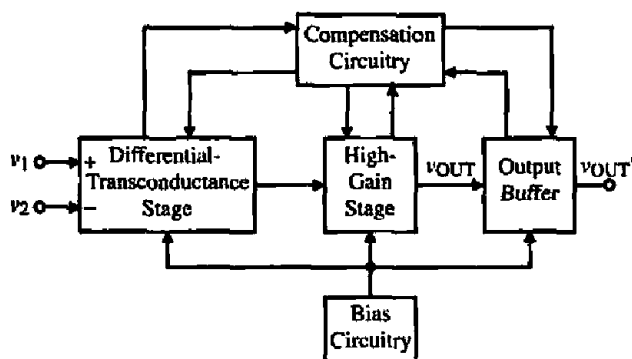 Compensation
Circuitry
v1
+
Differential-
Transconductance
Stage
v2
−
High-
Gain
Stage
vOUT
Output
Buffer
vOUT'
Bias
Circuitry